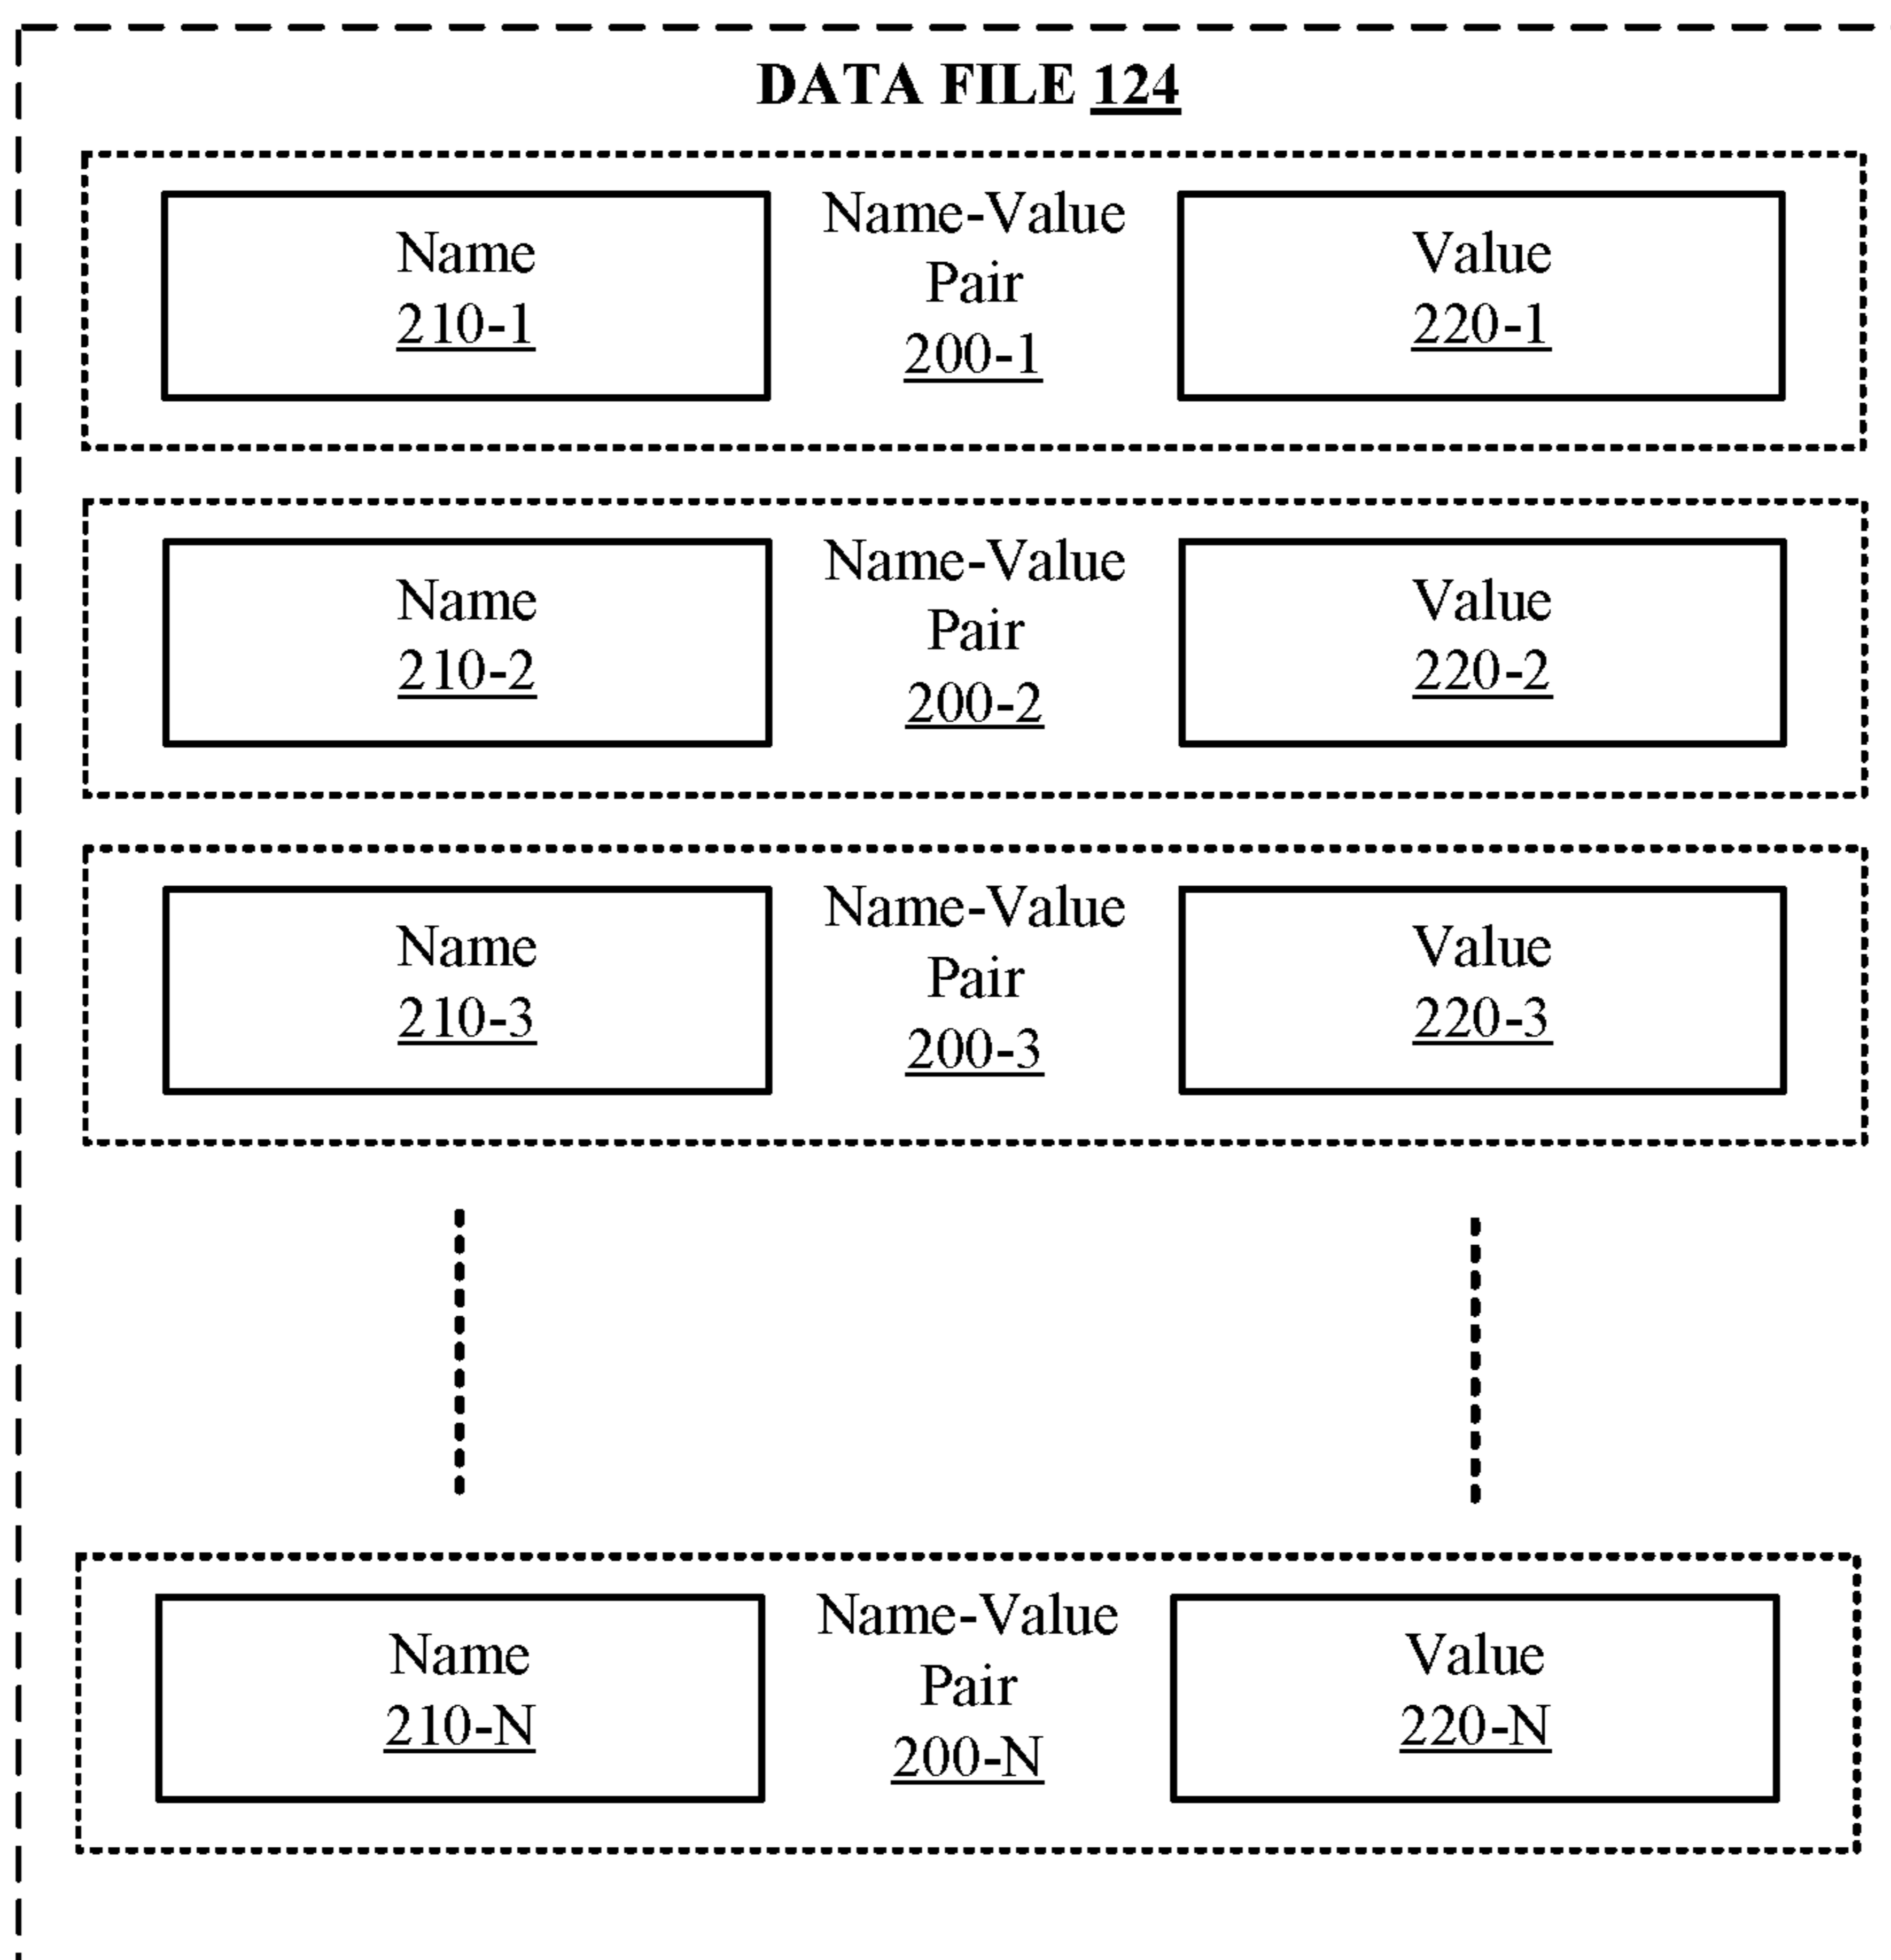 DATA FILE 124
Name
210-1
Name-Value
Pair
200-1
Value
220-1
Name
210-2
Name-Value
Pair
200-2
Value
220-2
Name
210-3
Name-Value
Pair
200-3
Value
220-3
Name
210-N
Name-Value
Pair
200-N
Value
220-N